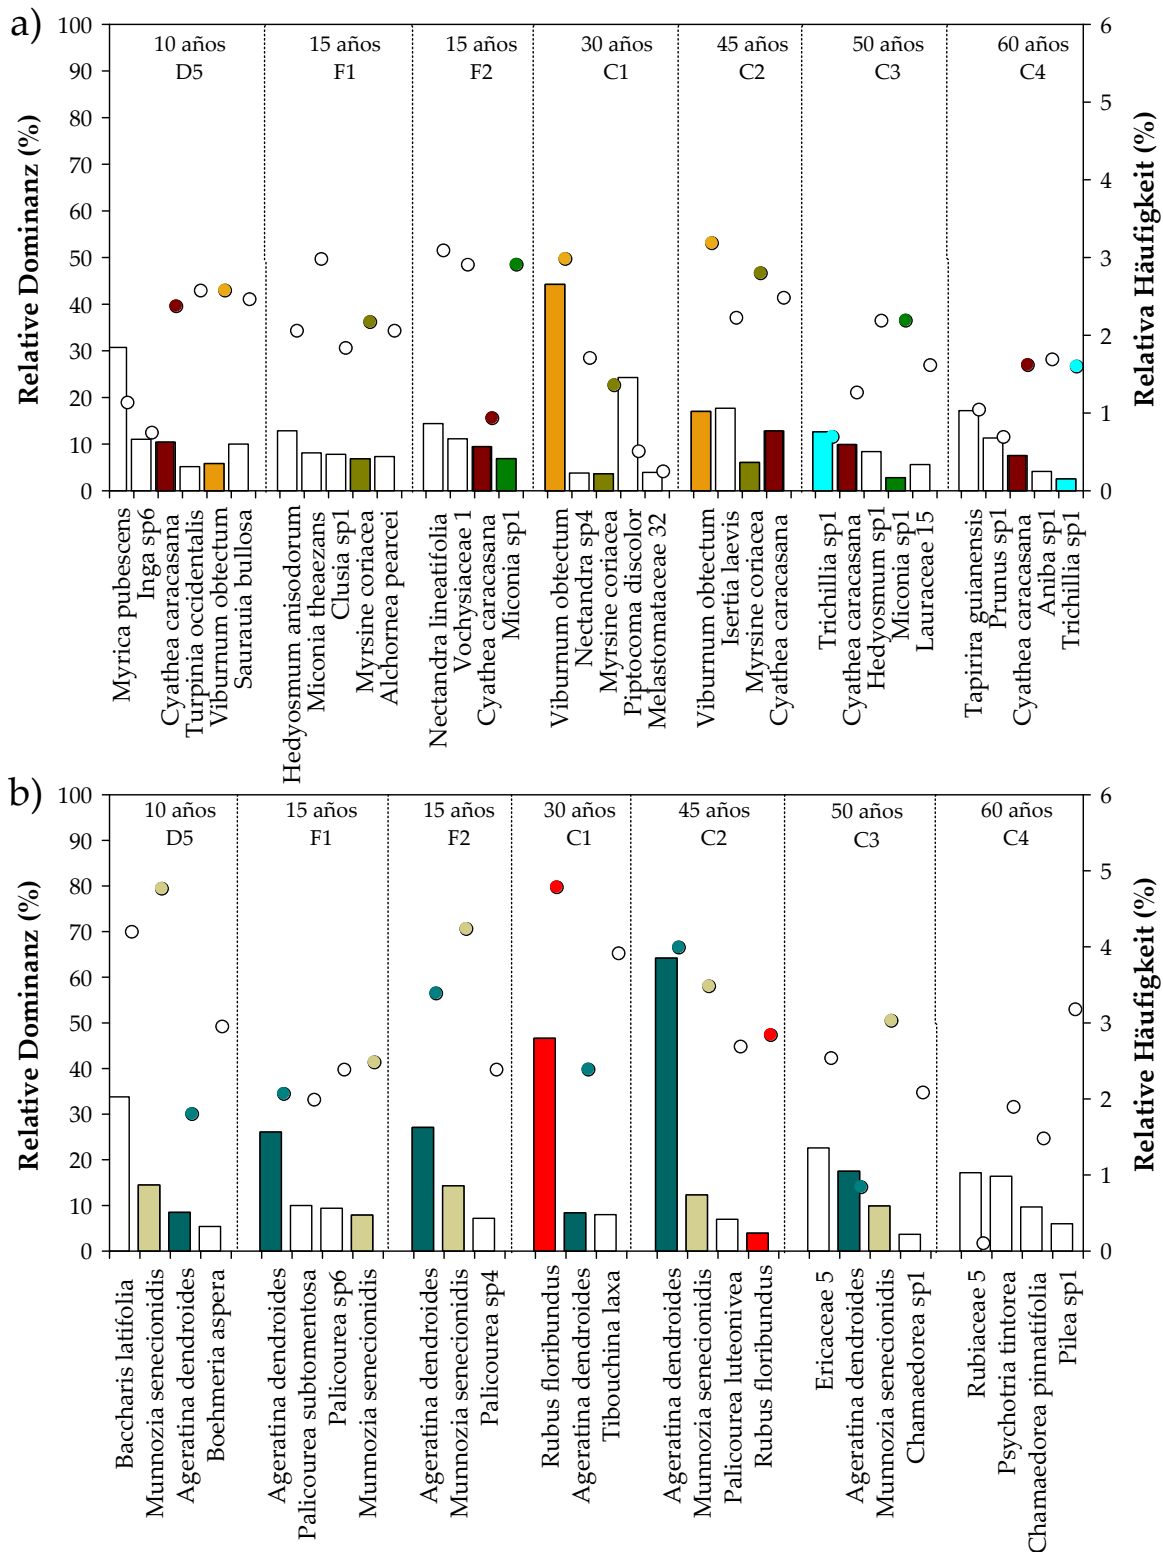 a)
Relative Dominanz (%)
100
90
80
70
60
50
40
30
20
10
0
10 años
D5
15 años
F1
15 años
F2
30 años
C1
45 años
C2
50 años
C3
60 años
C4
6
5
4
3
2
1
0
Relativa Häufigkeit (%)
Myrica pubescens
Inga sp6
Cyathea caracasana
Turpinia occidentalis
Viburnum obtectum
Saurauia bullosa
Hedyosmum anisodorum
Miconia theaezans
Clusia sp1
Myrsine coriacea
Alchornea pearcei
Nectandra lineatifolia
Vochysiaceae 1
Cyathea caracasana
Miconia sp1
Viburnum obtectum
Nectandra sp4
Myrsine coriacea
Piptocoma discolor
Melastomataceae 32
Viburnum obtectum
Isertia laevis
Myrsine coriacea
Cyathea caracasana
Trichillia sp1
Cyathea caracasana
Hedyosmum sp1
Miconia sp1
Lauraceae 15
Tapirira guianensis
Prunus sp1
Cyathea caracasana
Aniba sp1
Trichillia sp1
b)
Relative Dominanz (%)
100
90
80
70
60
50
40
30
20
10
0
10 años
D5
15 años
F1
15 años
F2
30 años
C1
45 años
C2
50 años
C3
60 años
C4
6
5
4
3
2
1
0
Relative Häufigkeit (%)
Baccharis latifolia
Munnozia senecionidis
Ageratina dendroides
Boehmeria aspera
Ageratina dendroides
Palicourea subtomentosa
Palicourea sp6
Munnozia senecionidis
Ageratina dendroides
Munnozia senecionidis
Palicourea sp4
Rubus floribundus
Ageratina dendroides
Tibouchina laxa
Ageratina dendroides
Munnozia senecionidis
Palicourea luteonivea
Rubus floribundus
Ericaceae 5
Ageratina dendroides
Munnozia senecionidis
Chamaedorea sp1
Rubiaceae 5
Psychotria tintorea
Chamaedorea pinnatifolia
Pilea sp1